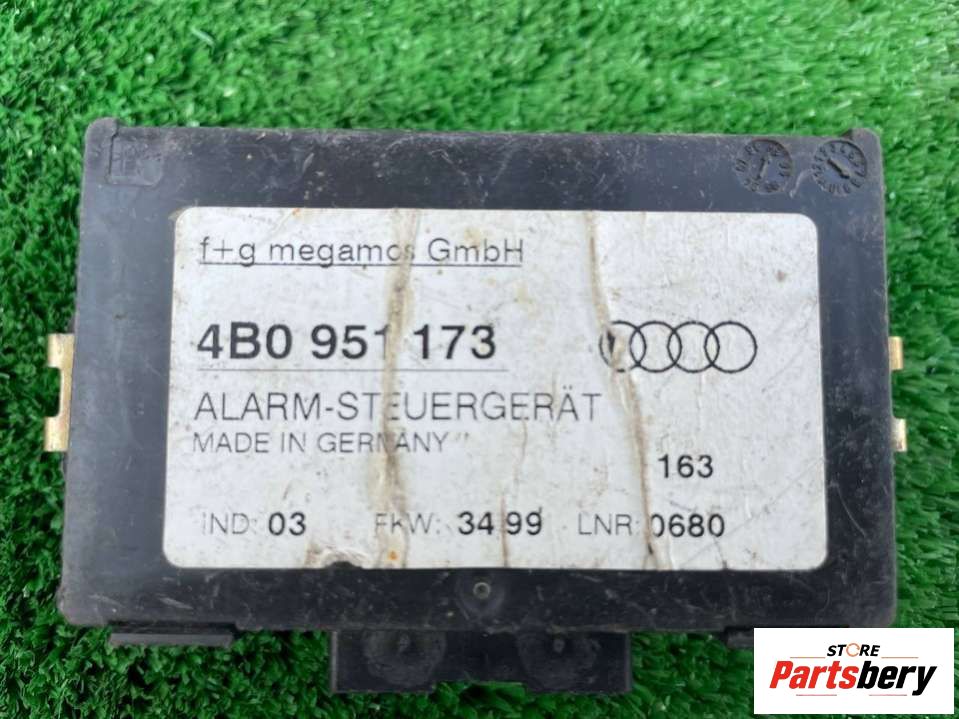 f+g megamos GmbH
4B0 951 173
ALARM-STEUERGERÄT
MADE IN GERMANY
163
IND: 03 FKW: 34 99 LNR: 0680
STORE
Partsbery